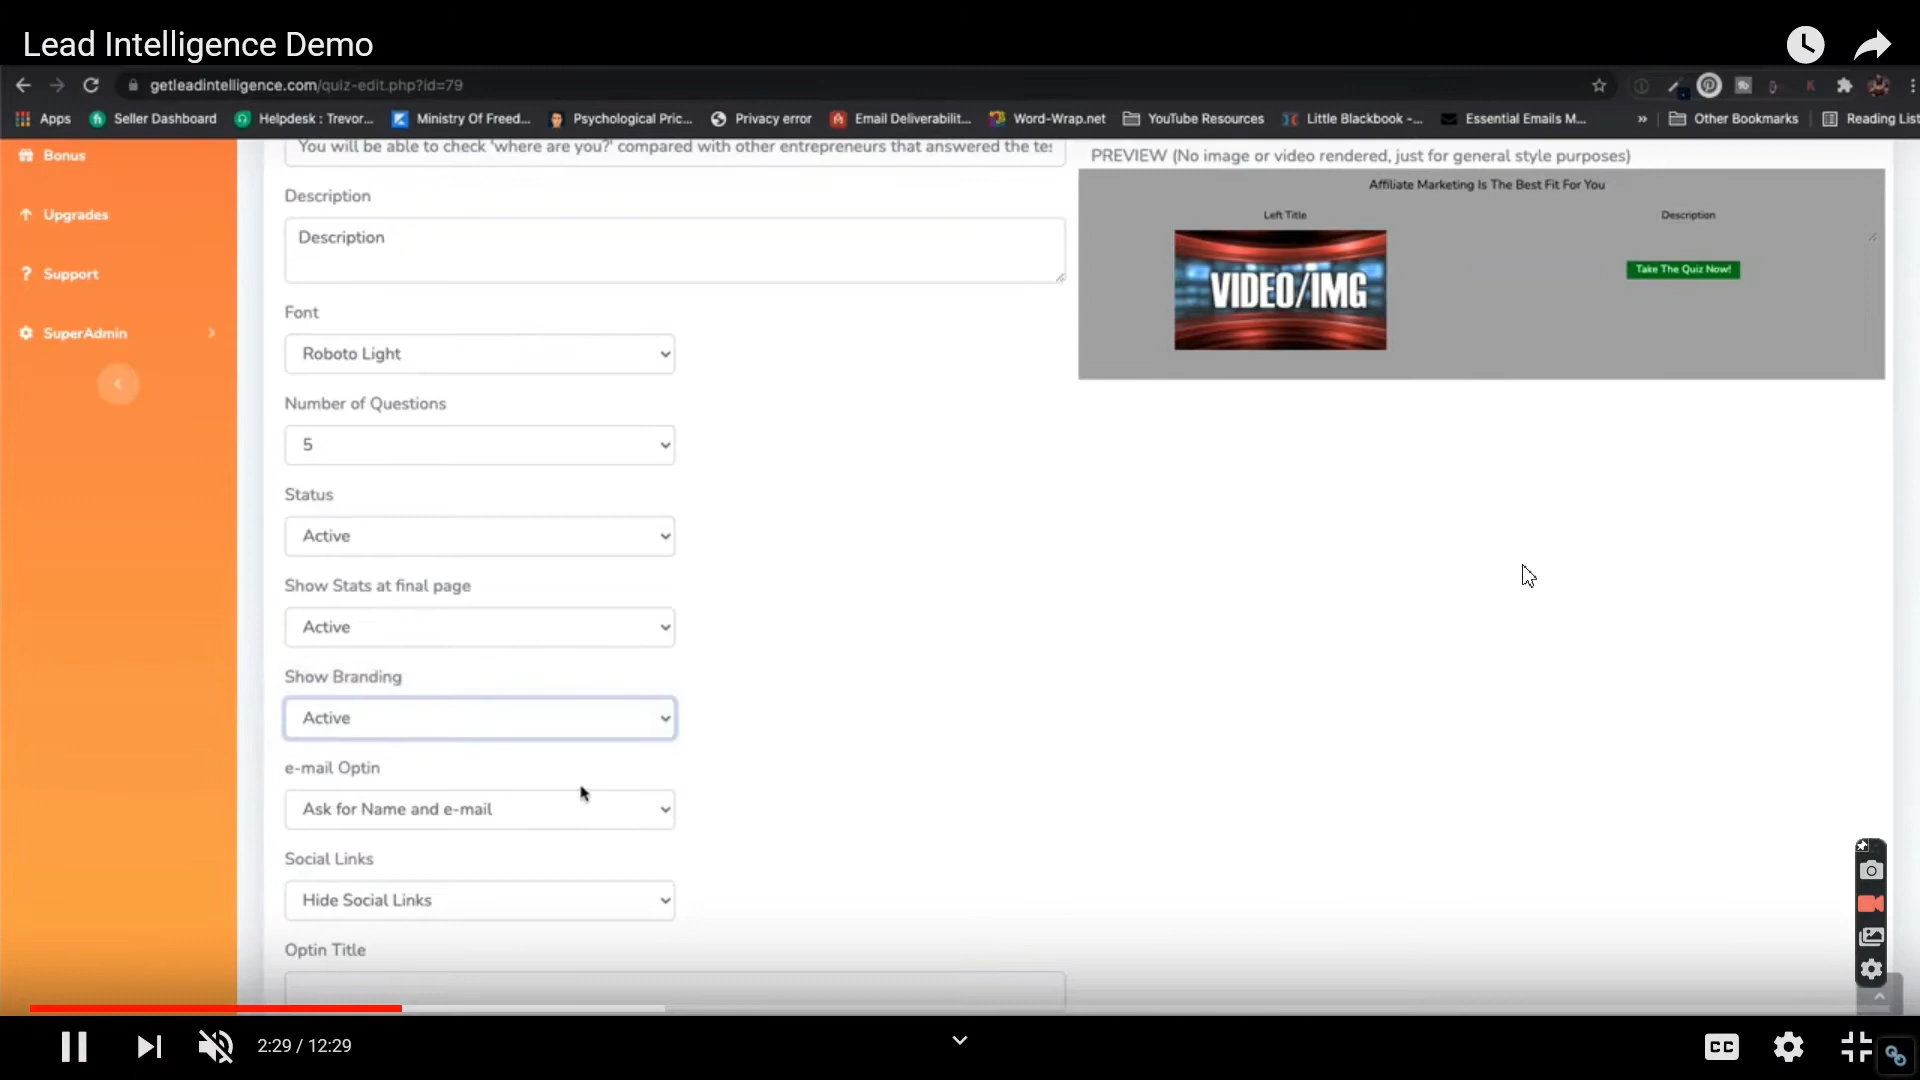 Lead Intelligence Demo
getleadintelligence.com/quiz-edit.php?id=79
Apps Seller Dashboard Helpdesk : Trevor... Ministry Of Freed... Psychological Pric... Privacy error Email Deliverabilit... Word-Wrap.net YouTube Resources Little Blackbook -... Essential Emails M... » Other Bookmarks Reading List
Bonus
Upgrades
Support
SuperAdmin
You will be able to check 'where are you?' compared with other entrepreneurs that answered the te
Description
Description
Font
Roboto Light
Number of Questions
5
Status
Active
Show Stats at final page
Active
Show Branding
Active
e-mail Optin
Ask for Name and e-mail
Social Links
Hide Social Links
Optin Title
PREVIEW (No image or video rendered, just for general style purposes)
Affiliate Marketing Is The Best Fit For You
Left Title
Description
VIDEO/IMG
Take The Quiz Now!
2:29 / 12:29
CC